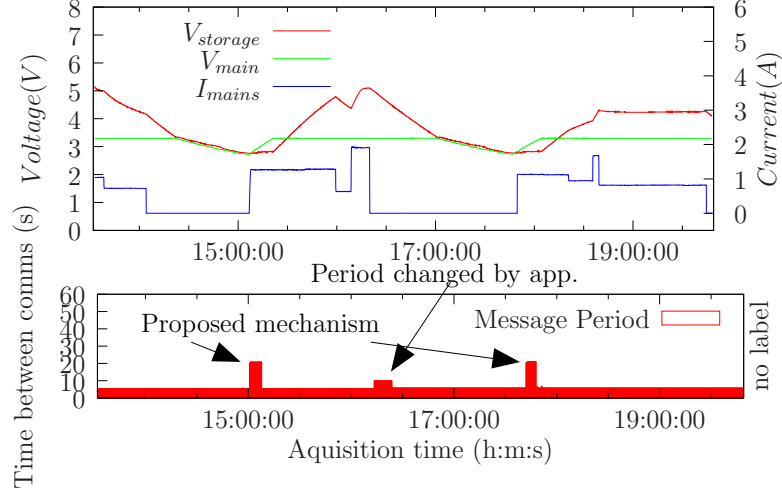 8
7
6
5
4
3
2
1
0
Voltage(V)
V_storage
V_main
I_mains
6
5
4
3
2
1
0
Current(A)
15:00:00 17:00:00 19:00:00
Period changed by app.
60
50
40
30
20
10
0
Time between comms (s)
Proposed mechanism
Message Period
no label
15:00:00 17:00:00 19:00:00
Aquisition time (h:m:s)